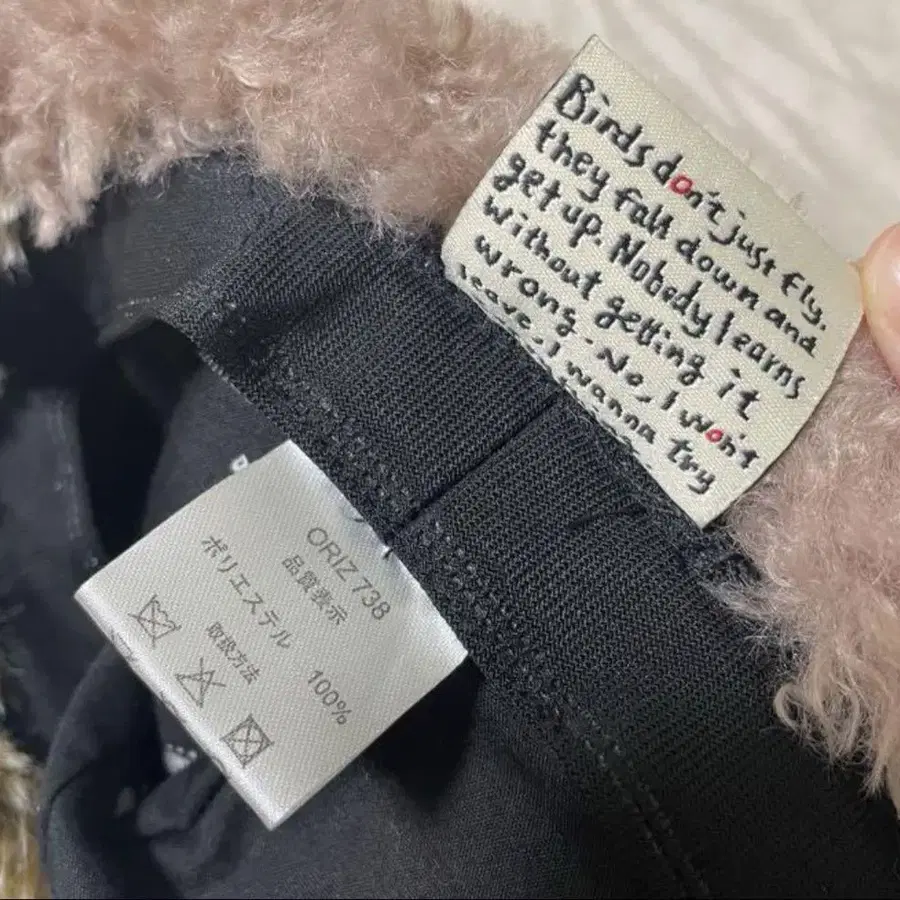 Birds don't just fly.
they fall down and
get up. Nobody learns
without getting it
wrong. No, I won't
leave. I wanna try
ORIZ 738
品質表示
ポリエステル 100%
取扱方法